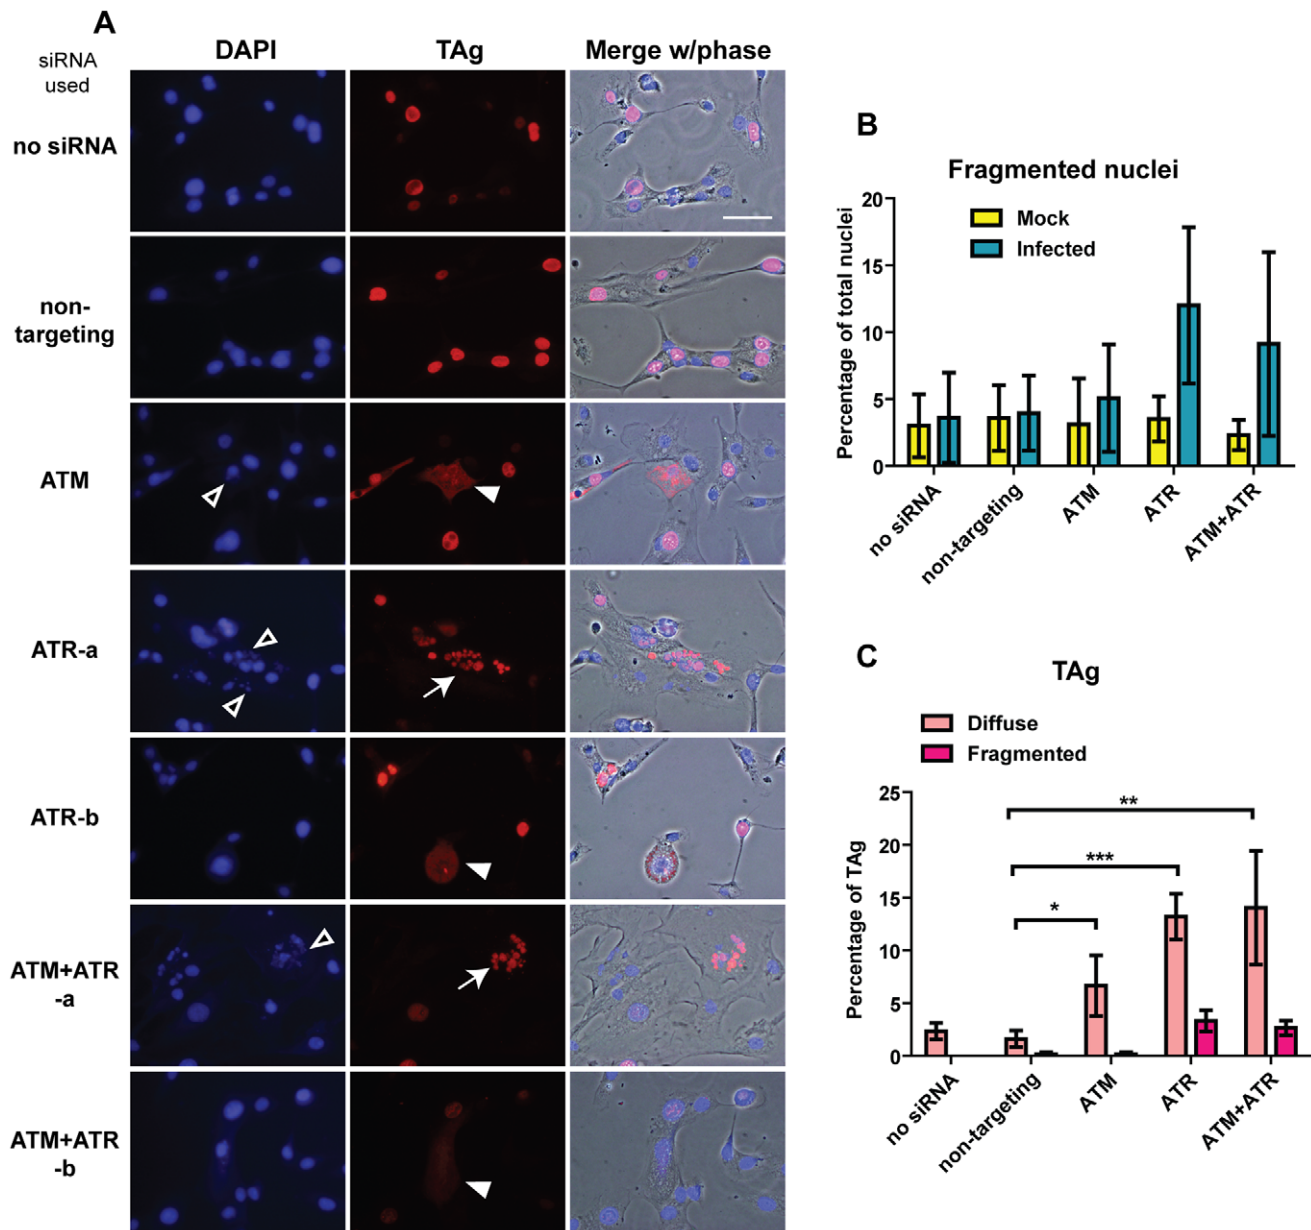 A
siRNA
used
DAPI
TAg
Merge w/phase
no siRNA
non-
targeting
ATM
ATR-a
ATR-b
ATM+ATR
-a
ATM+ATR
-b
B
Fragmented nuclei
Mock
Infected
Percentage of total nuclei
20
15
10
5
0
no siRNA
non-targeting
ATM
ATR
ATM+ATR
C
TAg
Diffuse
Fragmented
Percentage of TAg
25
20
15
10
5
0
**
***
*
no siRNA
non-targeting
ATM
ATR
ATM+ATR